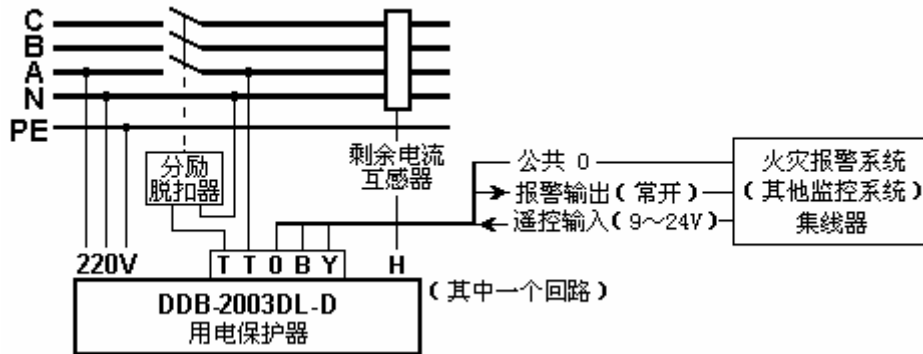 C
B
A
N
PE
分励
脱扣器
剩余电流
互感器
公共 0
报警输出(常开)
遥控输入(9～24V)
火灾报警系统
(其他监控系统)
集线器
220V
T T 0 B Y H
DDB-2003DL-D
用电保护器
(其中一个回路)